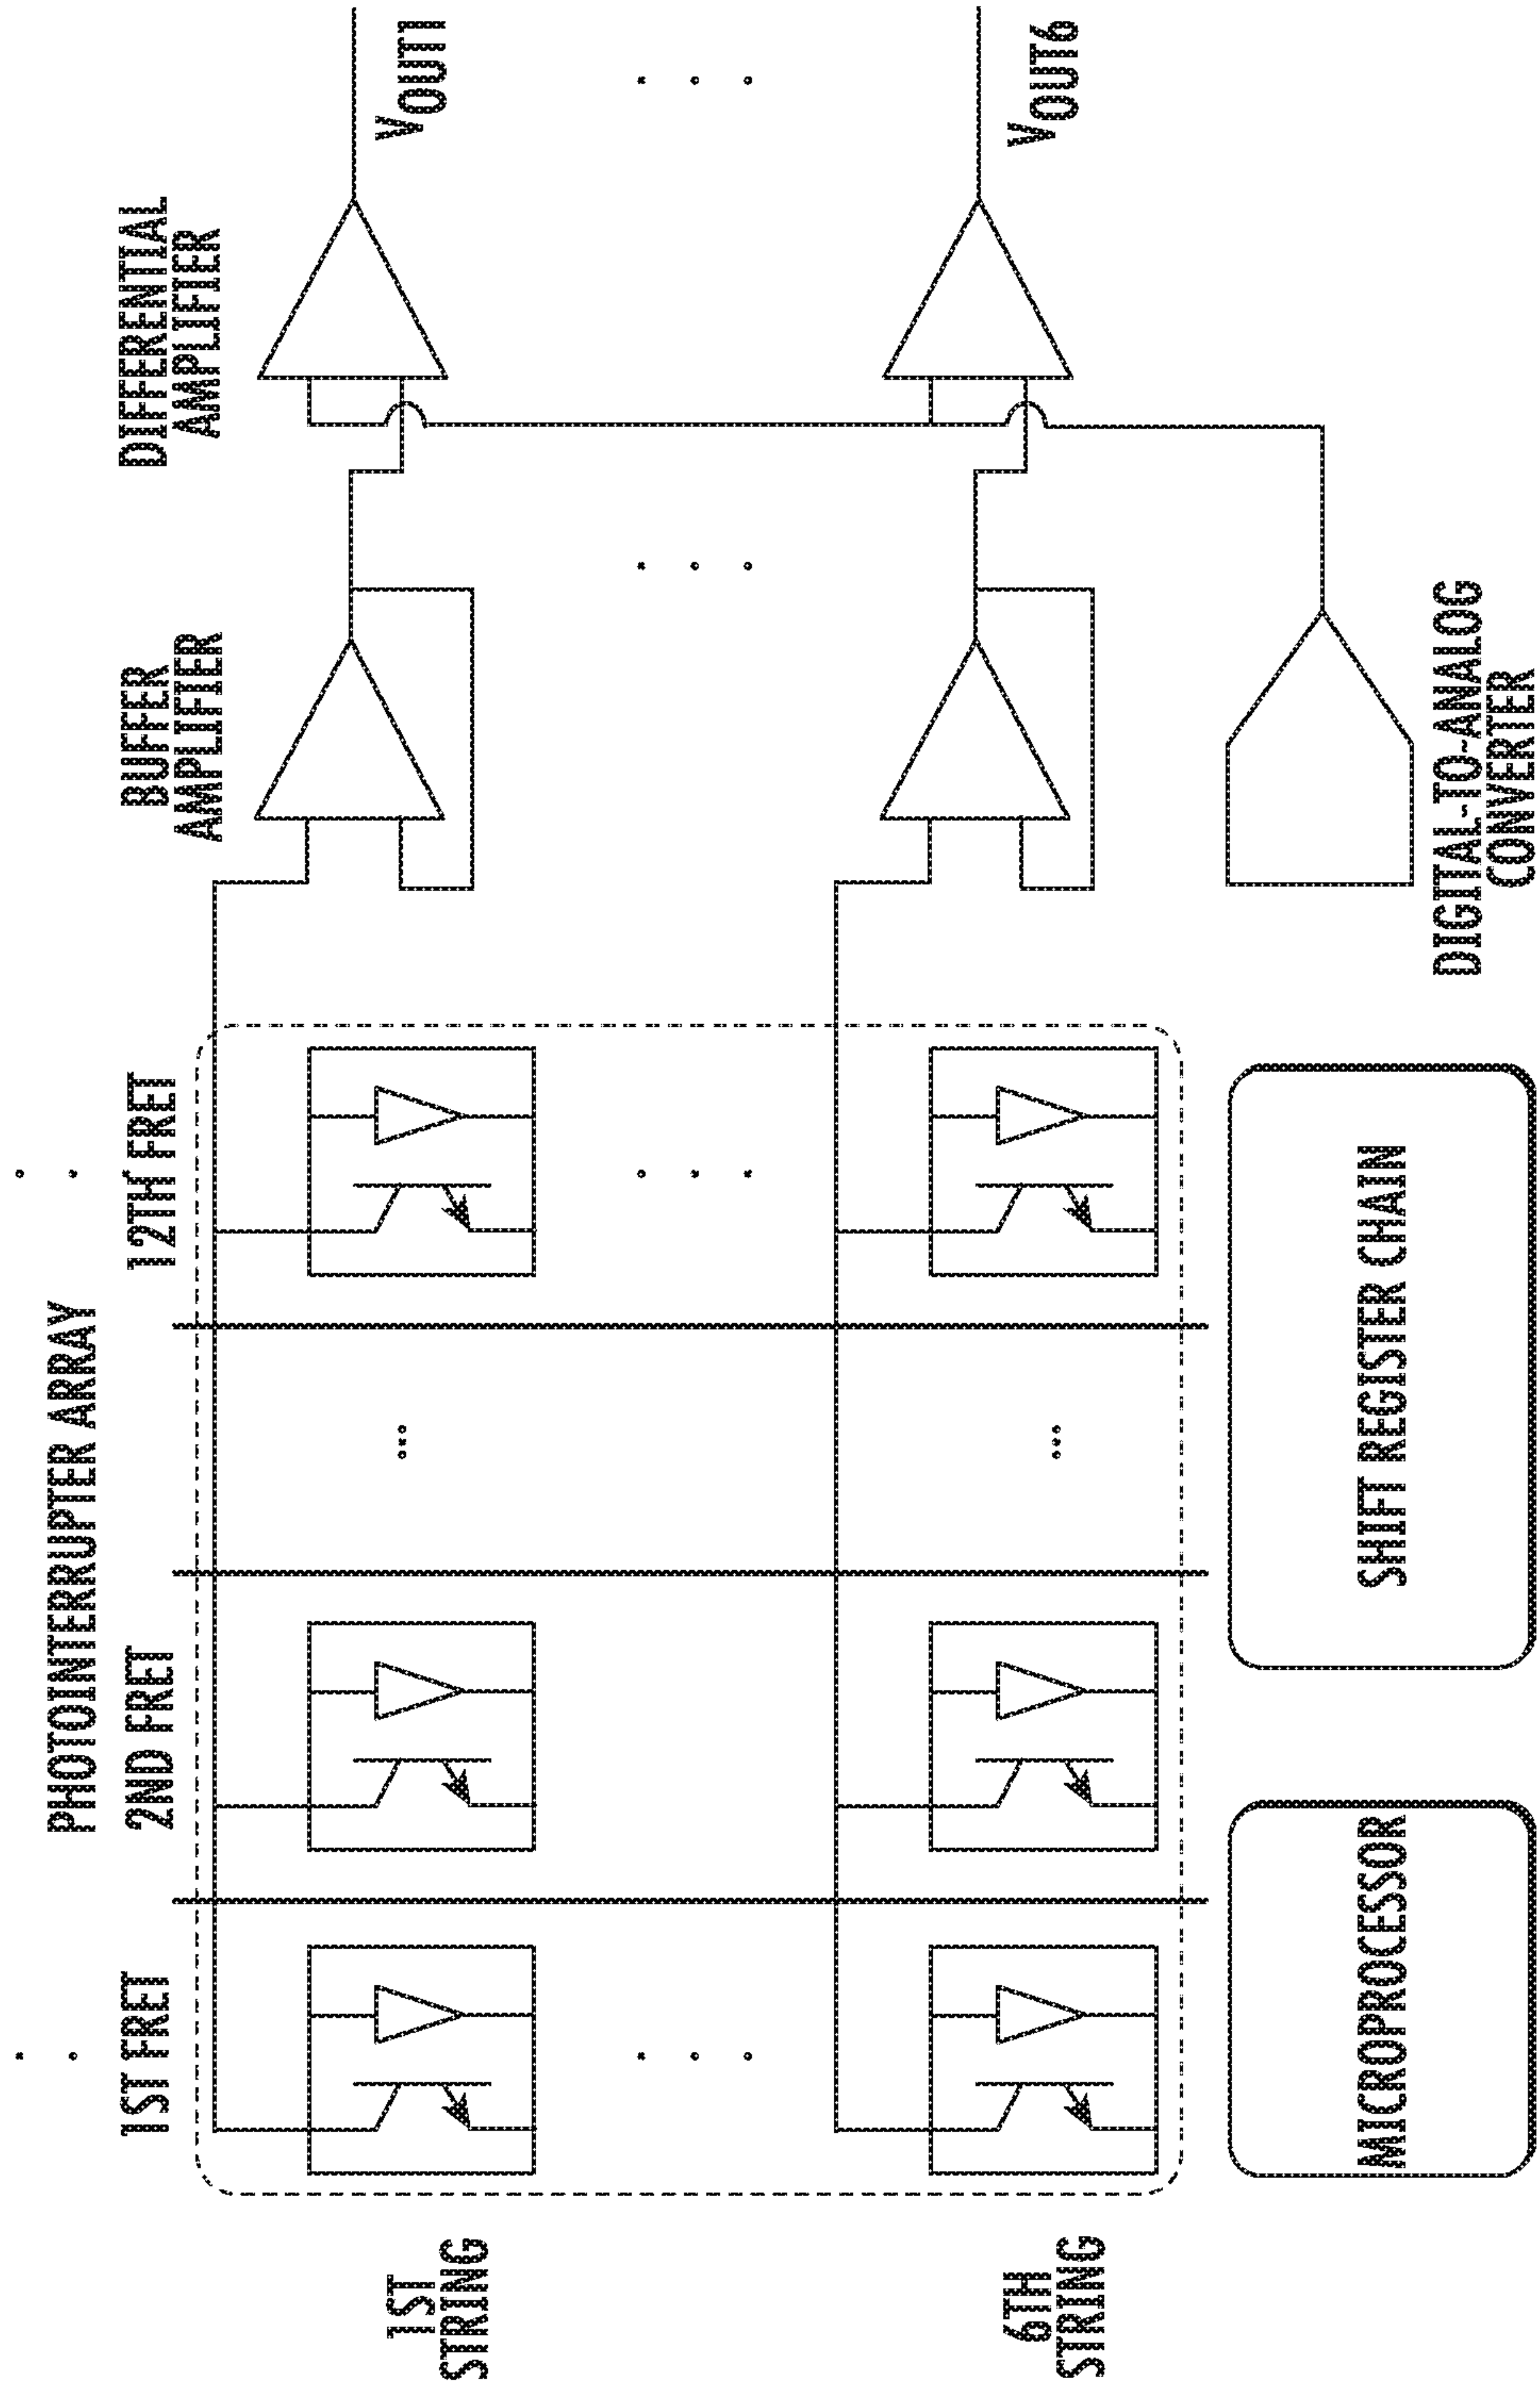 PHOTOINTERRUPTER ARRAY
1ST FRET
2ND FRET
12TH FRET
BUFFER
AMPLIFIER
DIFFERENTIAL
AMPLIFIER
1ST
STRING
VOUT1
6TH
STRING
VOUT6
MICROPROCESSOR
SHIFT REGISTER CHAIN
DIGITAL-TO-ANALOG
CONVERTER